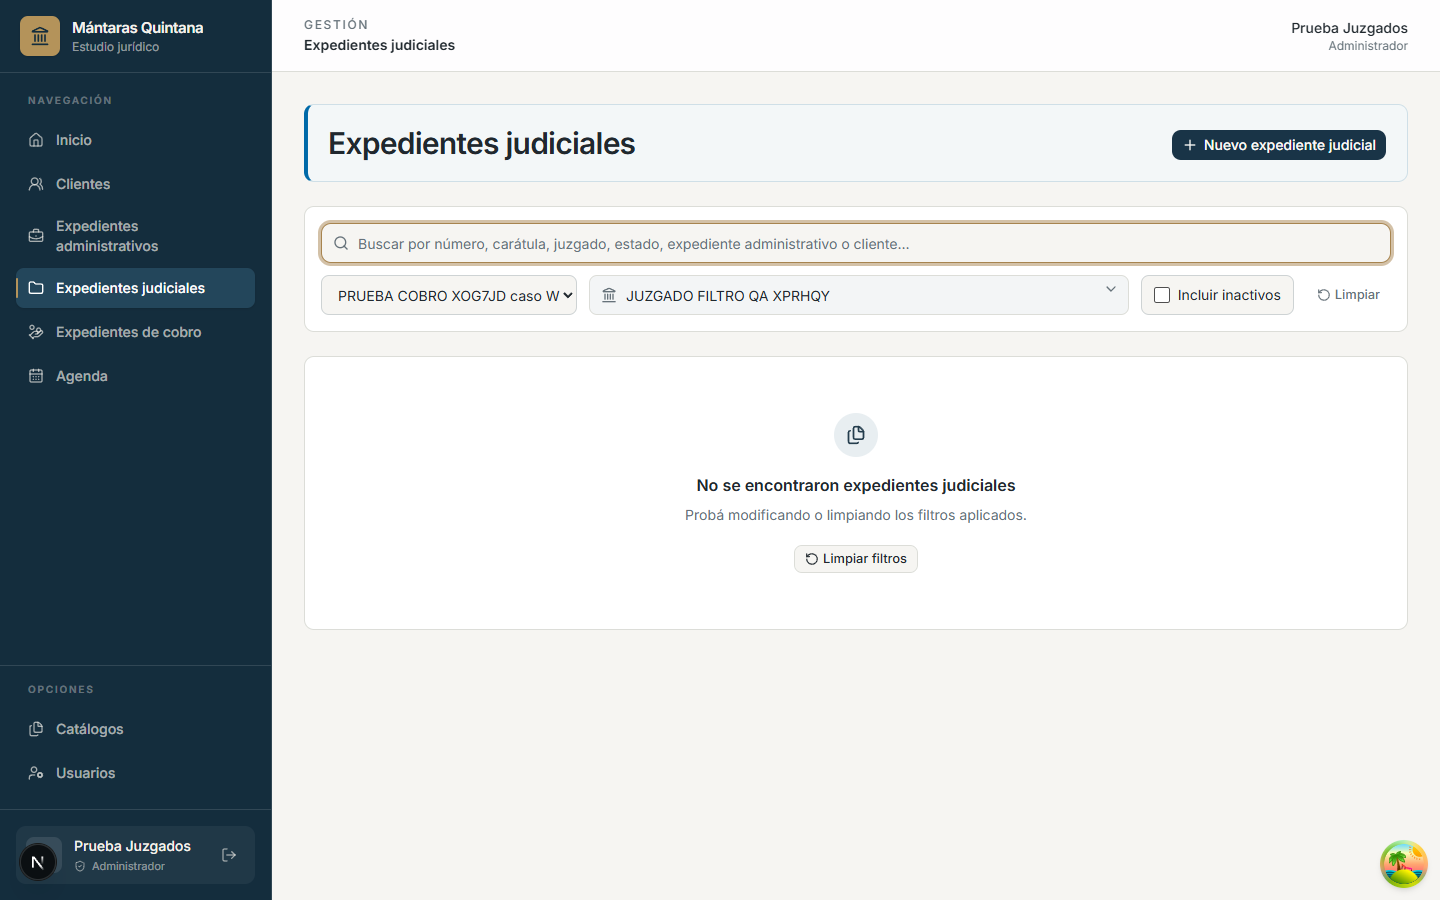 Mántaras Quintana
Estudio jurídico
NAVEGACIÓN
Inicio
Clientes
Expedientes
administrativos
Expedientes judiciales
Expedientes de cobro
Agenda
OPCIONES
Catálogos
Usuarios
N
Prueba Juzgados
Administrador
GESTIÓN
Expedientes judiciales
Prueba Juzgados
Administrador
Expedientes judiciales
Nuevo expediente judicial
Buscar por número, carátula, juzgado, estado, expediente administrativo o cliente...
PRUEBA COBRO XOG7JD caso W
JUZGADO FILTRO QA XPRHQY
Incluir inactivos
Limpiar
No se encontraron expedientes judiciales
Probá modificando o limpiando los filtros aplicados.
Limpiar filtros